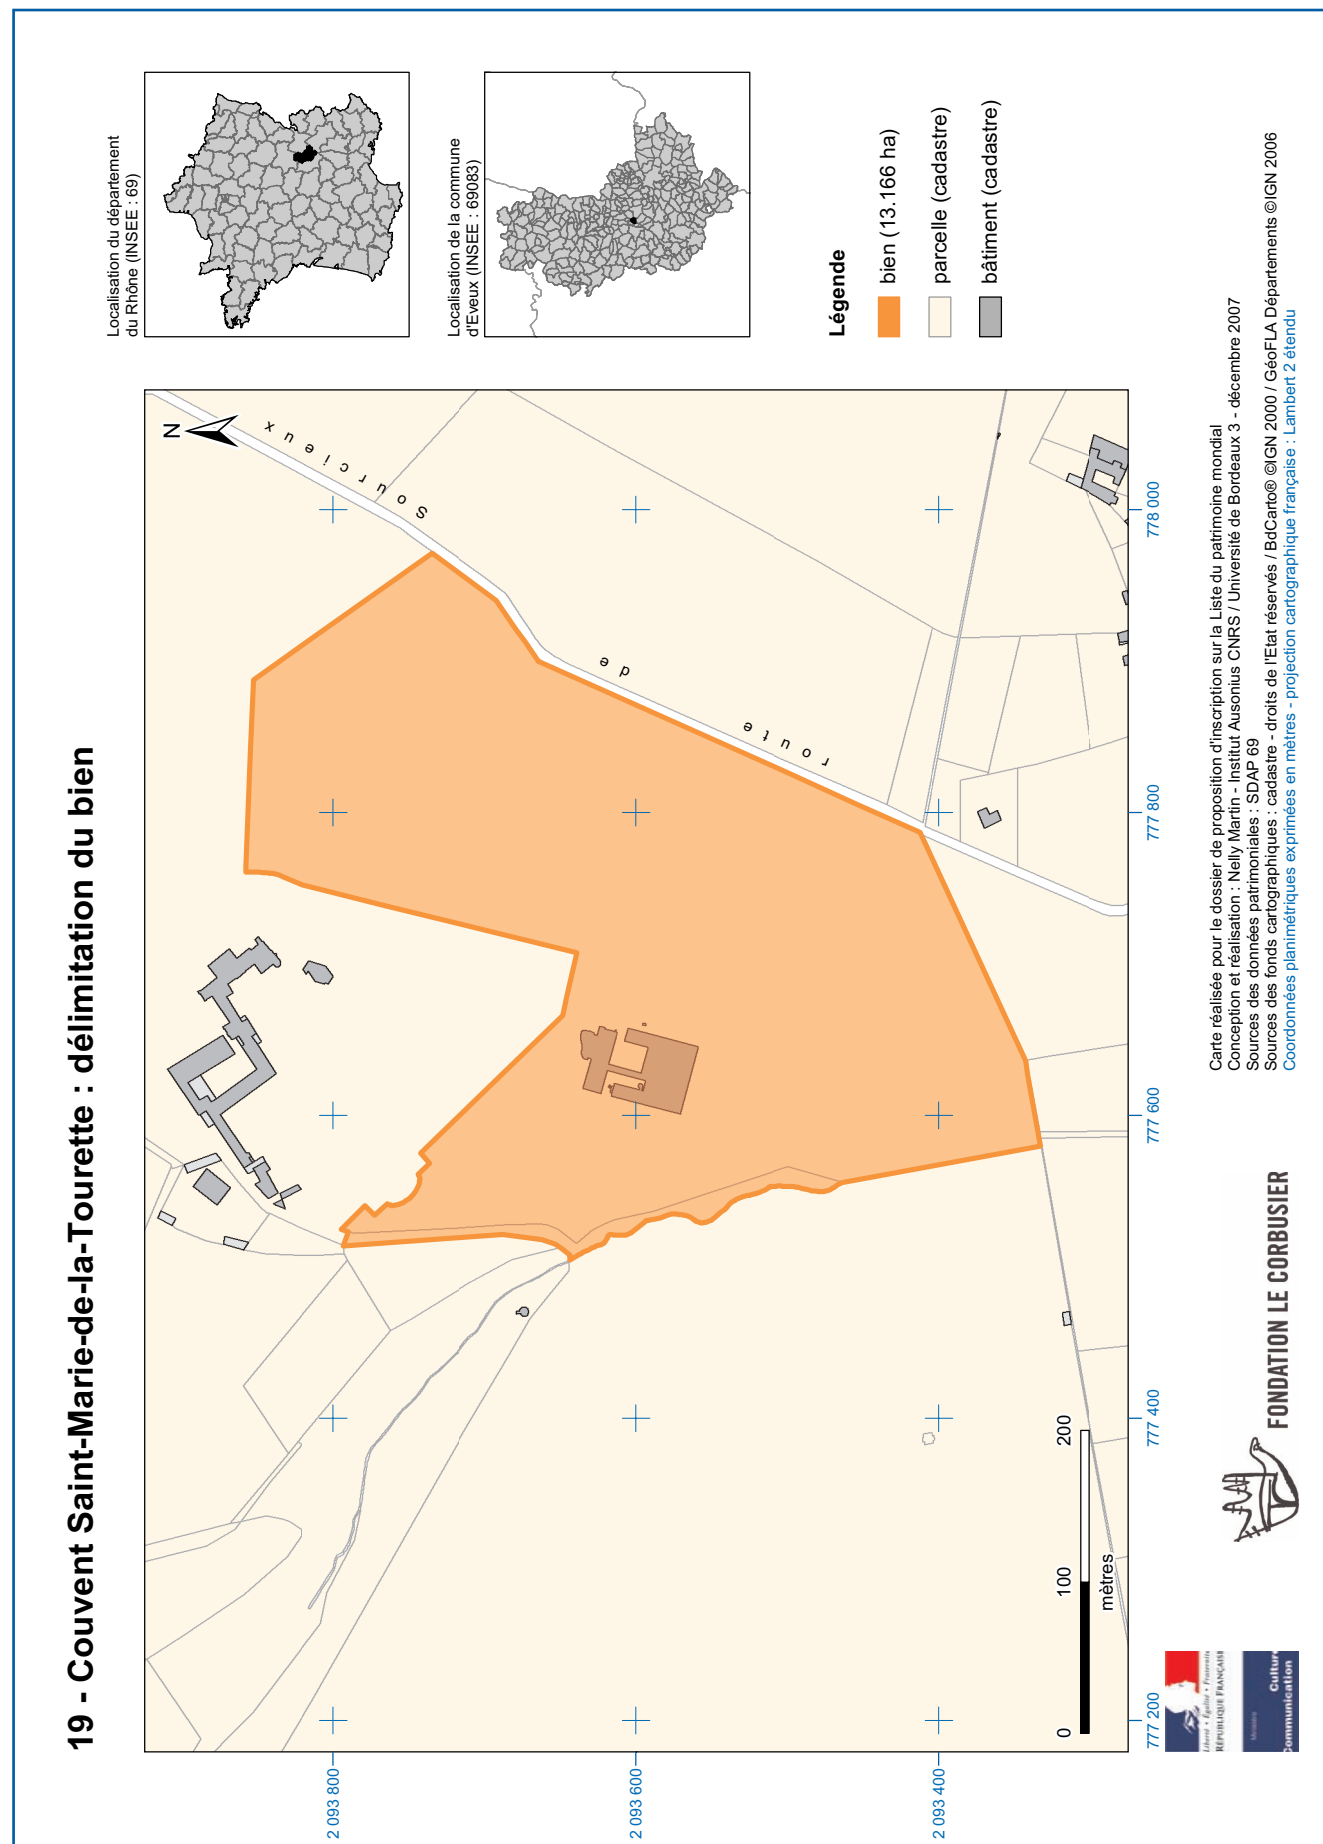 19 - Couvent Saint-Marie-de-la-Tourette : délimitation du bien
Localisation du département
du Rhône (INSEE : 69)
Localisation de la commune
d'Eveux (INSEE : 69083)
Légende
bien (13.166 ha)
parcelle (cadastre)
bâtiment (cadastre)
N
route de Sourcieux
2 093 800
2 093 600
2 093 400
777 200
777 400
777 600
777 800
778 000
0 100 200
mètres
Carte réalisée pour le dossier de proposition d'inscription sur la Liste du patrimoine mondial
Conception et réalisation : Nelly Martin - Institut Ausonius CNRS / Université de Bordeaux 3 - décembre 2007
Sources des données patrimoniales : SDAP 69
Sources des fonds cartographiques : cadastre - droits de l'Etat réservés / BdCarto® ©IGN 2000 / GéoFLA Départements ©IGN 2006
Coordonnées planimétriques exprimées en mètres - projection cartographique française : Lambert 2 étendu
Liberté • Égalité • Fraternité
RÉPUBLIQUE FRANÇAISE
Ministère
Culture
Communication
FONDATION LE CORBUSIER